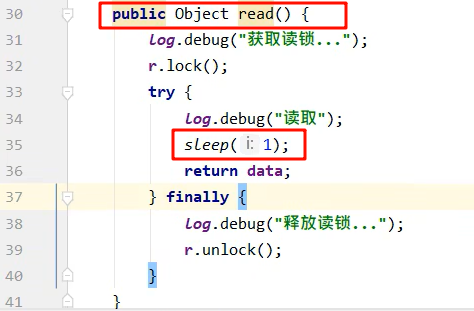 30 public Object read() {
31 log.debug("获取读锁...");
32 r.lock();
33 try {
34 log.debug("读取");
35 sleep( i: 1);
36 return data;
37 } finally {
38 log.debug("释放读锁...");
39 r.unlock();
40 }
41 }